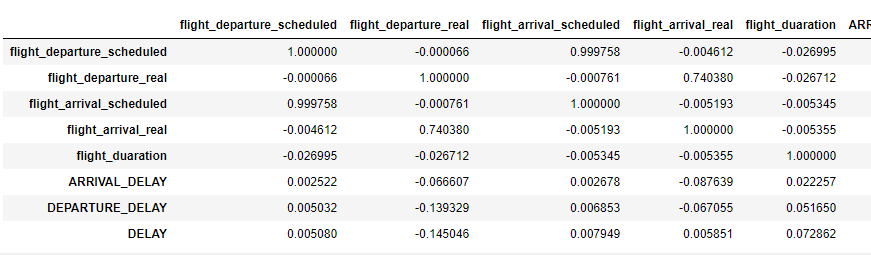 flight_departure_scheduled flight_departure_real flight_arrival_scheduled flight_arrival_real flight_duaration ARR
flight_departure_scheduled 1.000000 -0.000066 0.999758 -0.004612 -0.026995
flight_departure_real -0.000066 1.000000 -0.000761 0.740380 -0.026712
flight_arrival_scheduled 0.999758 -0.000761 1.000000 -0.005193 -0.005345
flight_arrival_real -0.004612 0.740380 -0.005193 1.000000 -0.005355
flight_duaration -0.026995 -0.026712 -0.005345 -0.005355 1.000000
ARRIVAL_DELAY 0.002522 -0.066607 0.002678 -0.087639 0.022257
DEPARTURE_DELAY 0.005032 -0.139329 0.006853 -0.067055 0.051650
DELAY 0.005080 -0.145046 0.007949 0.005851 0.072862